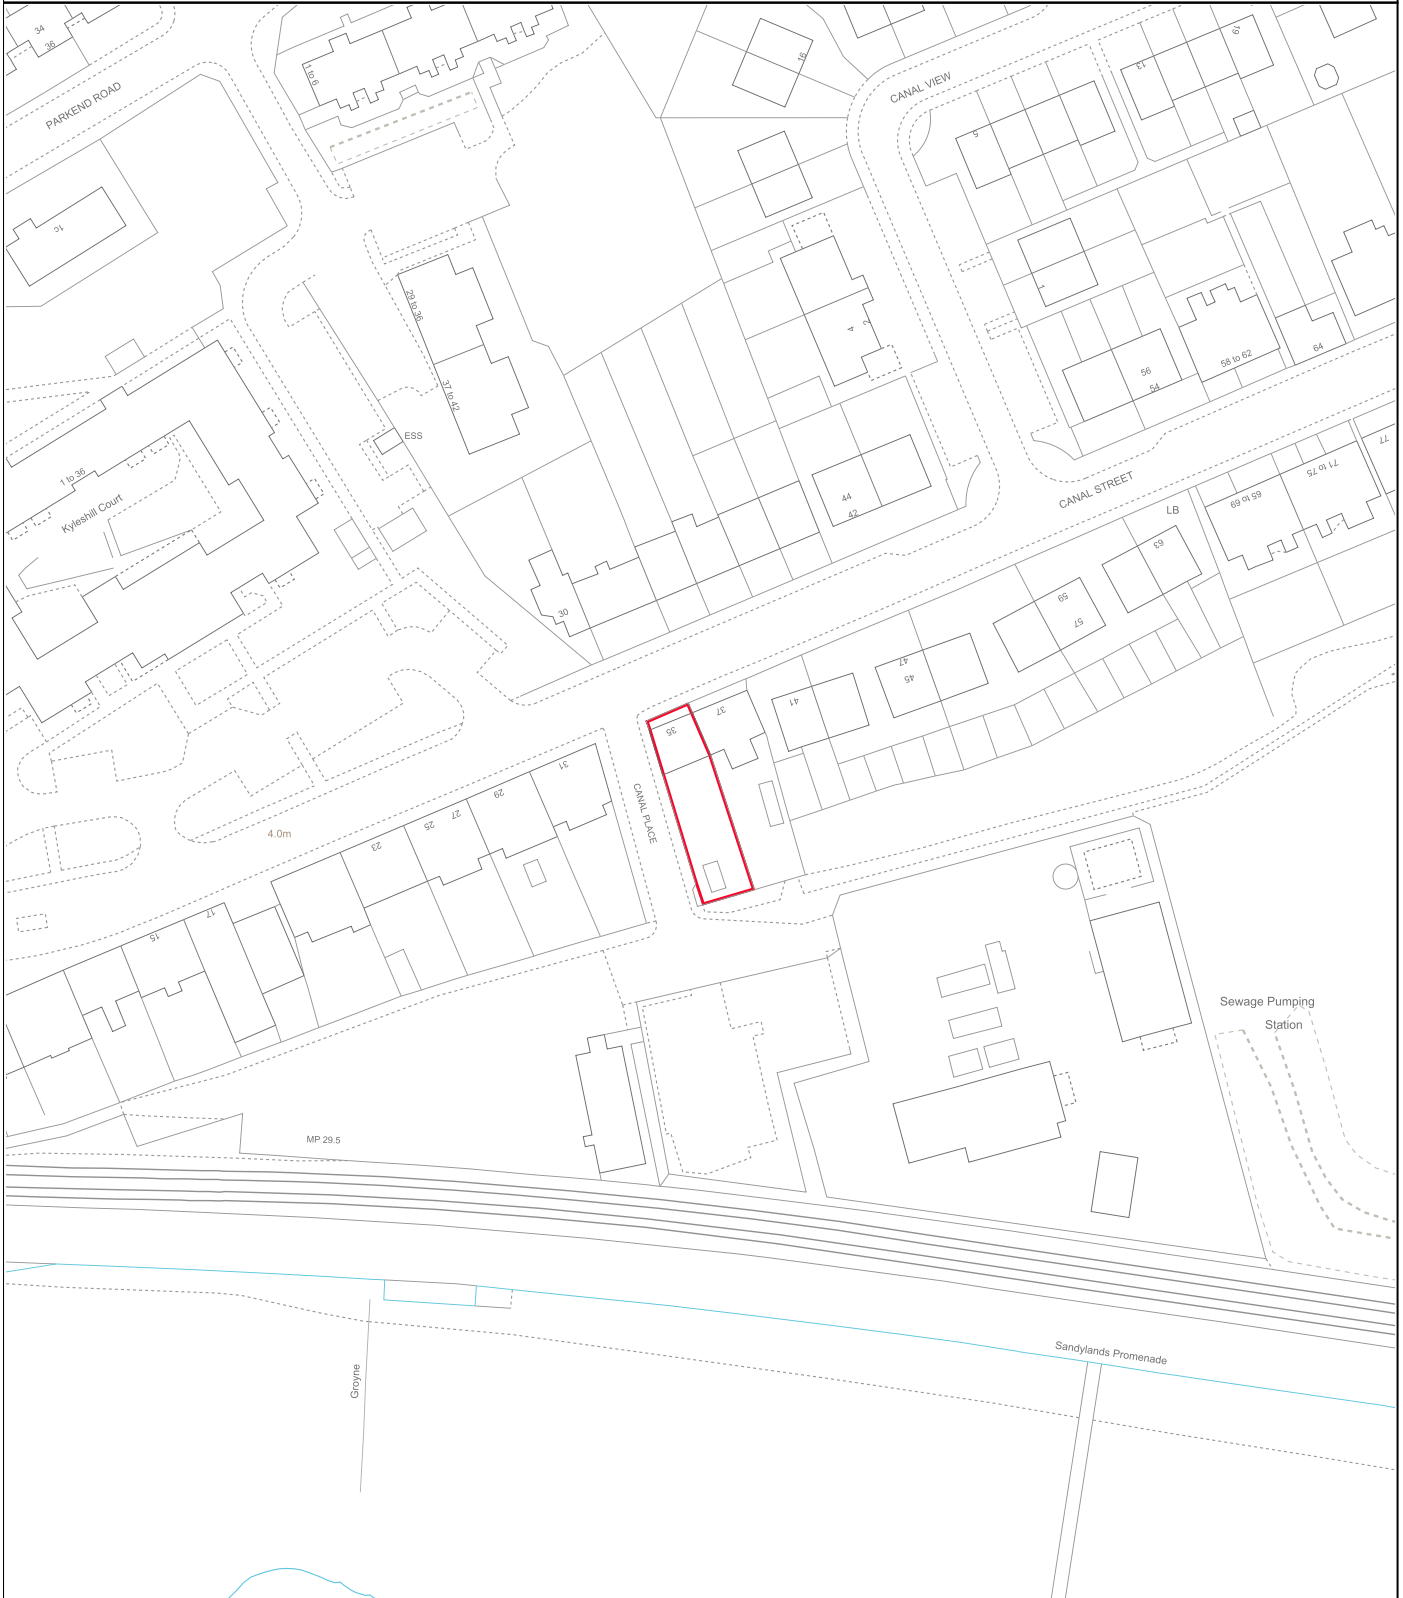 34
36
1 to 6
16
CANAL VIEW
19
13
PARKEND ROAD
5
1c
1
29 to 36
4
2
58 to 62
64
56
54
37 to 42
ESS
77
71 to 75
1 to 36
Kyleshill Court
44
42
CANAL STREET
65 to 69
LB
63
30
59
57
47
45
41
37
35
31
29
27
25
23
CANAL PLACE
4.0m
17
15
Sewage Pumping
Station
MP 29.5
Sandylands Promenade
Groyne